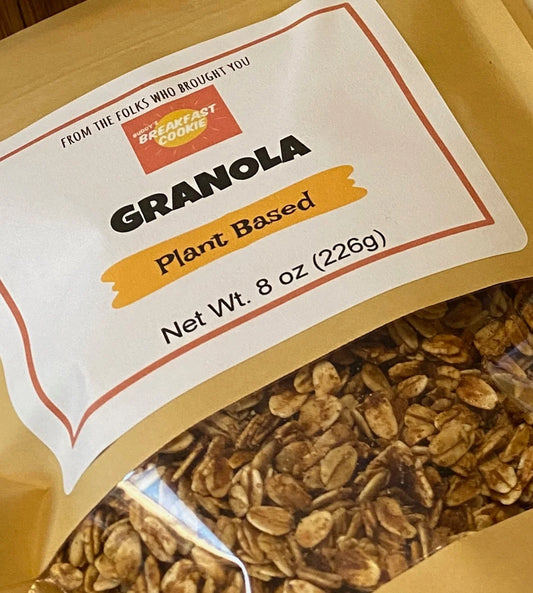 FROM THE FOLKS WHO BROUGHT YOU
BUDDY'S
BREAKFAST
COOKIE
GRANOLA
Plant Based
Net Wt. 8 oz (226g)